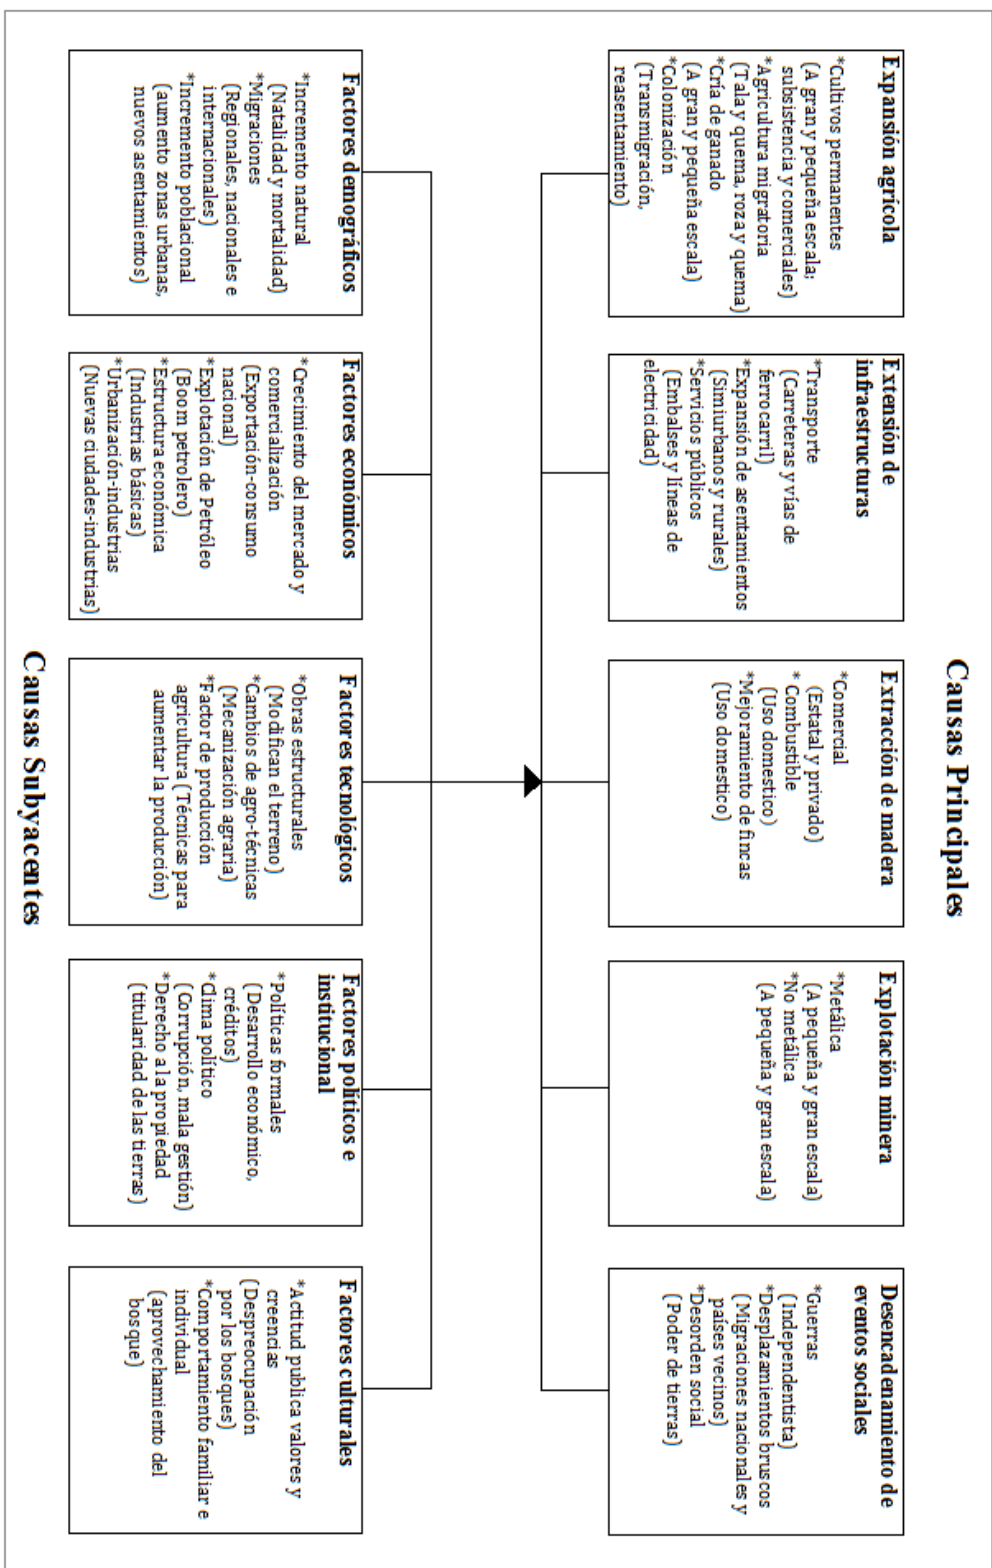 Causas Principales
Expansión agrícola
*Cultivos permanentes
(A gran y pequeña escala;
subsistencia y comerciales)
*Agricultura migratoria
(Tala y quema, roza y quema)
*Cría de ganado
(A gran y pequeña escala)
*Colonización
(Transmigración,
reasentamiento)
Extensión de
infraestructuras
*Transporte
(Carreteras y vías de
ferrocarril)
*Expansión de asentamientos
(Simiurbanos y rurales)
*Servicios públicos
(Embalses y líneas de
electricidad)
Extracción de madera
*Comercial
(Estatal y privado)
* Combustible
(Uso domestico)
*Mejoramiento de fincas
(Uso domestico)
Explotación minera
*Metálica
(A pequeña y gran escala)
*No metálica
(A pequeña y gran escala)
Desencadenamiento de
eventos sociales
*Guerras
(Independentista)
*Desplazamientos bruscos
(Migraciones nacionales y
países vecinos)
*Desorden social
(Poder de tierras)
Factores demográficos
*Incremento natural
(Natalidad y mortalidad)
*Migraciones
(Regionales, nacionales e
internacionales)
*Incremento poblacional
(aumento zonas urbanas,
nuevos asentamientos)
Factores económicos
*Crecimiento del mercado y
comercialización
(Exportación-consumo
nacional)
*Explotación de Petróleo
(Boom petrolero)
*Estructura económica
(Industrias básicas)
*Urbanización-industrias
(Nuevas ciudades-industrias)
Factores tecnológicos
*Obras estructurales
(Modifican el terreno)
*Cambios de agro-técnicas
(Mecanización agraria)
*Factor de producción
agricultura (Técnicas para
aumentar la producción)
Factores políticos e
institucional
*Políticas formales
(Desarrollo económico,
créditos)
*Clima político
(Corrupción, mala gestión)
*Derecho a la propiedad
(titularidad de las tierras)
Factores culturales
*Actitud publica valores y
creencias
(Despreocupación
por los bosques)
*Comportamiento familiar e
individual
(aprovechamiento del
bosque)
Causas Subyacentes